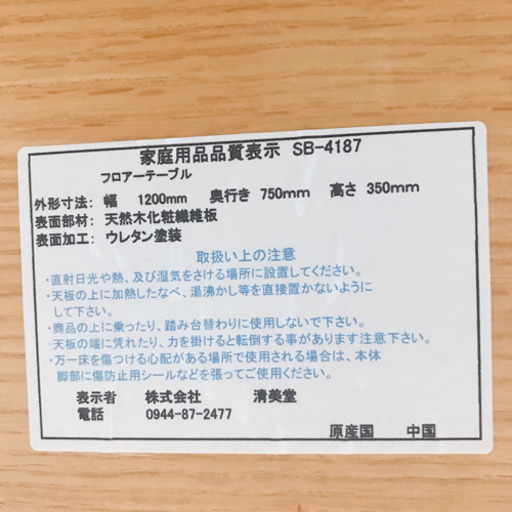 家庭用品品質表示 SB-4187
フロアーテーブル
外形寸法: 幅 1200mm 奥行き 750mm 高さ 350mm
表面部材: 天然木化粧繊維板
表面加工: ウレタン塗装
取扱い上の注意
・直射日光や熱、及び湿気をさける場所に設置してください。
・天板の上に加熱したなべ、湯沸かし等を直接置かないように
して下さい。
・商品の上に乗ったり、踏み台替わりに使用しないで下さい。
・天板の端に凭れたり、力を掛けると転倒する事があります注意下さい。
・万一床を傷つける心配がある場所で使用される場合は、本体
脚部に傷防止用シールなどを張ってご使用ください。
表示者 株式会社 清美堂
電話 0944-87-2477
原産国 中国